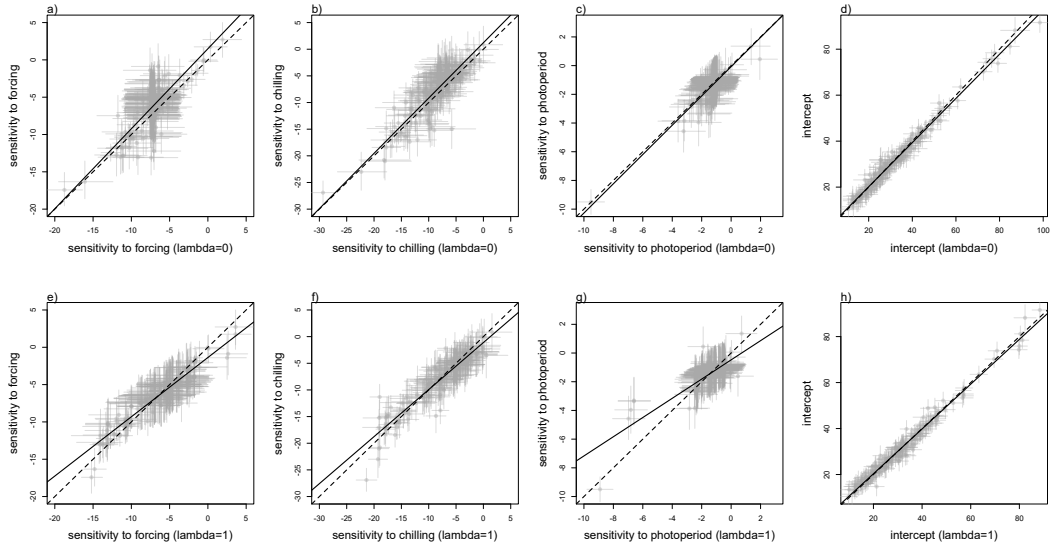 a)
sensitivity to forcing
5
0
-5
-10
-15
-20
-20 -15 -10 -5 0 5
sensitivity to forcing (lambda=0)
b)
sensitivity to chilling
5
0
-5
-10
-15
-20
-25
-30
-30 -25 -20 -15 -10 -5 0 5
sensitivity to chilling (lambda=0)
c)
sensitivity to photoperiod
2
0
-2
-4
-6
-8
-10
-10 -8 -6 -4 -2 0 2
sensitivity to photoperiod (lambda=0)
d)
intercept
80
60
40
20
20 40 60 80 100
intercept (lambda=0)
e)
sensitivity to forcing
5
0
-5
-10
-15
-20
-20 -15 -10 -5 0 5
sensitivity to forcing (lambda=1)
f)
sensitivity to chilling
5
0
-5
-10
-15
-20
-25
-30
-30 -25 -20 -15 -10 -5 0 5
sensitivity to chilling (lambda=1)
g)
sensitivity to photoperiod
2
0
-2
-4
-6
-8
-10
-10 -8 -6 -4 -2 0 2
sensitivity to photoperiod (lambda=1)
h)
intercept
80
60
40
20
20 40 60 80
intercept (lambda=1)